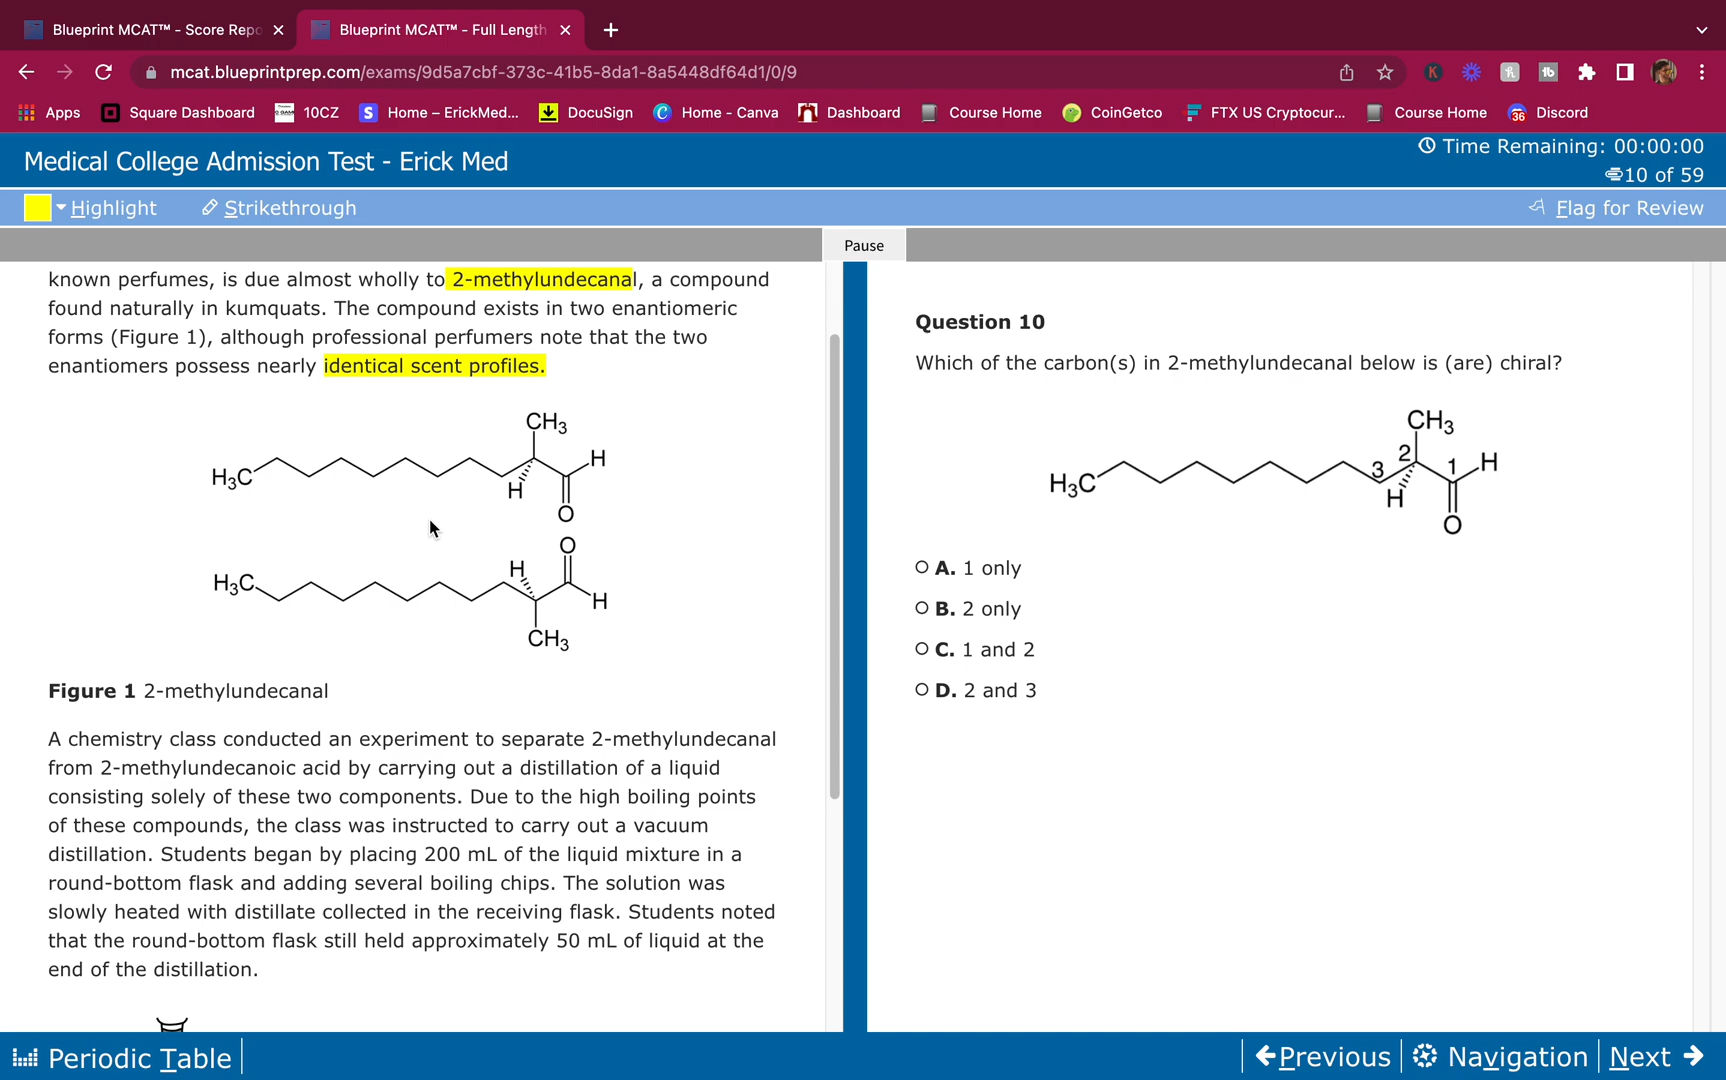 Blueprint MCAT™ - Score Repo
Blueprint MCAT™ - Full Length
mcat.blueprintprep.com/exams/9d5a7cbf-373c-41b5-8da1-8a5448df64d1/0/9
Apps
Square Dashboard
10CZ
Home – ErickMed...
DocuSign
Home - Canva
Dashboard
Course Home
CoinGetco
FTX US Cryptocur...
Course Home
36
Discord
Medical College Admission Test - Erick Med
Time Remaining: 00:00:00
10 of 59
Highlight
Strikethrough
Flag for Review
Pause
known perfumes, is due almost wholly to 2-methylundecanal, a compound
found naturally in kumquats. The compound exists in two enantiomeric
forms (Figure 1), although professional perfumers note that the two
enantiomers possess nearly identical scent profiles.
CH3
H3C
H
H
O
O
H
H3C
H
CH3
Figure 1 2-methylundecanal
A chemistry class conducted an experiment to separate 2-methylundecanal
from 2-methylundecanoic acid by carrying out a distillation of a liquid
consisting solely of these two components. Due to the high boiling points
of these compounds, the class was instructed to carry out a vacuum
distillation. Students began by placing 200 mL of the liquid mixture in a
round-bottom flask and adding several boiling chips. The solution was
slowly heated with distillate collected in the receiving flask. Students noted
that the round-bottom flask still held approximately 50 mL of liquid at the
end of the distillation.
Question 10
Which of the carbon(s) in 2-methylundecanal below is (are) chiral?
CH3
3
2
1
H
H3C
H
O
A. 1 only
B. 2 only
C. 1 and 2
D. 2 and 3
Periodic Table
Previous
Navigation
Next